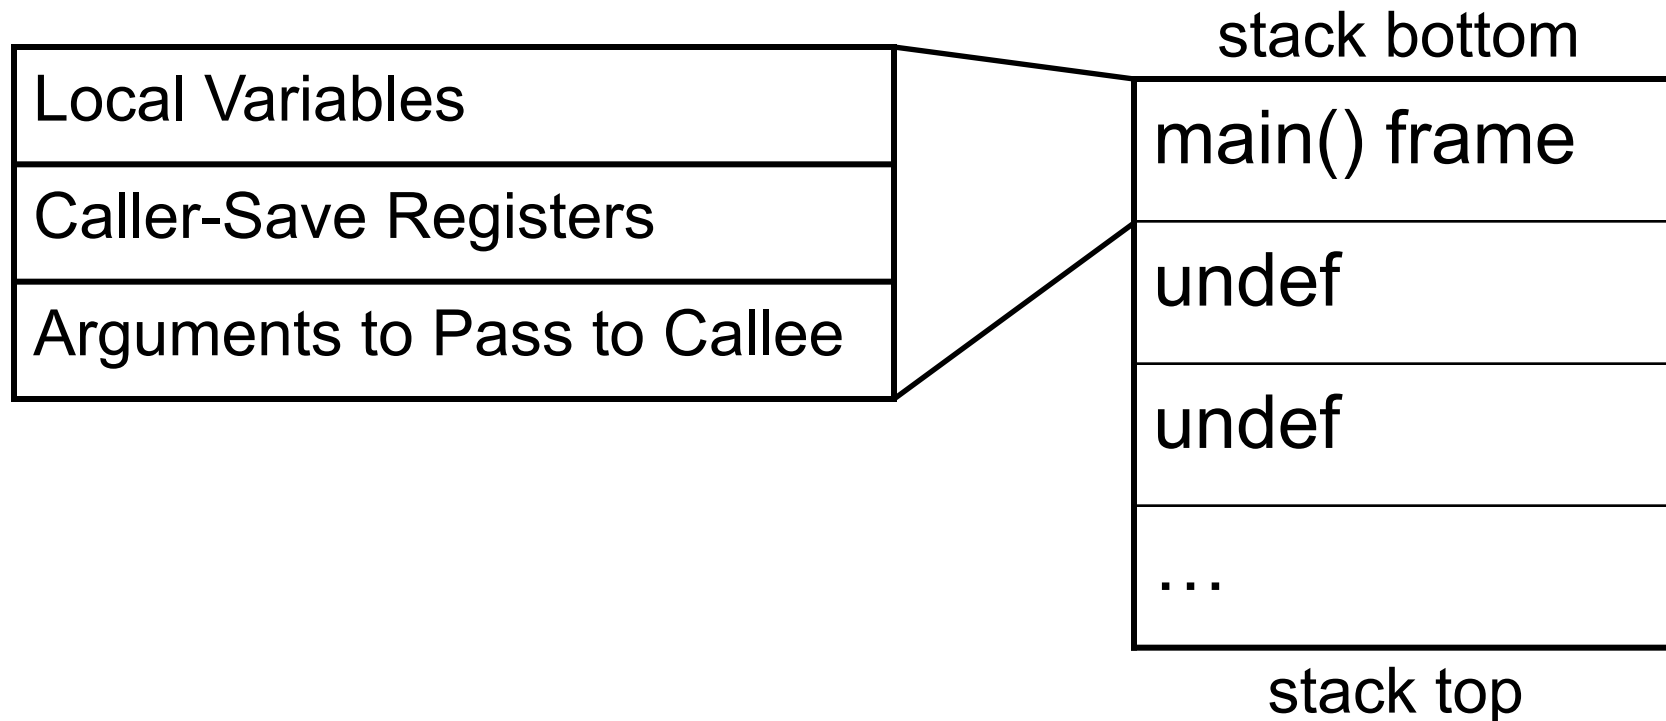 Local Variables
Caller-Save Registers
Arguments to Pass to Callee
stack bottom
main() frame
undef
undef
…
stack top